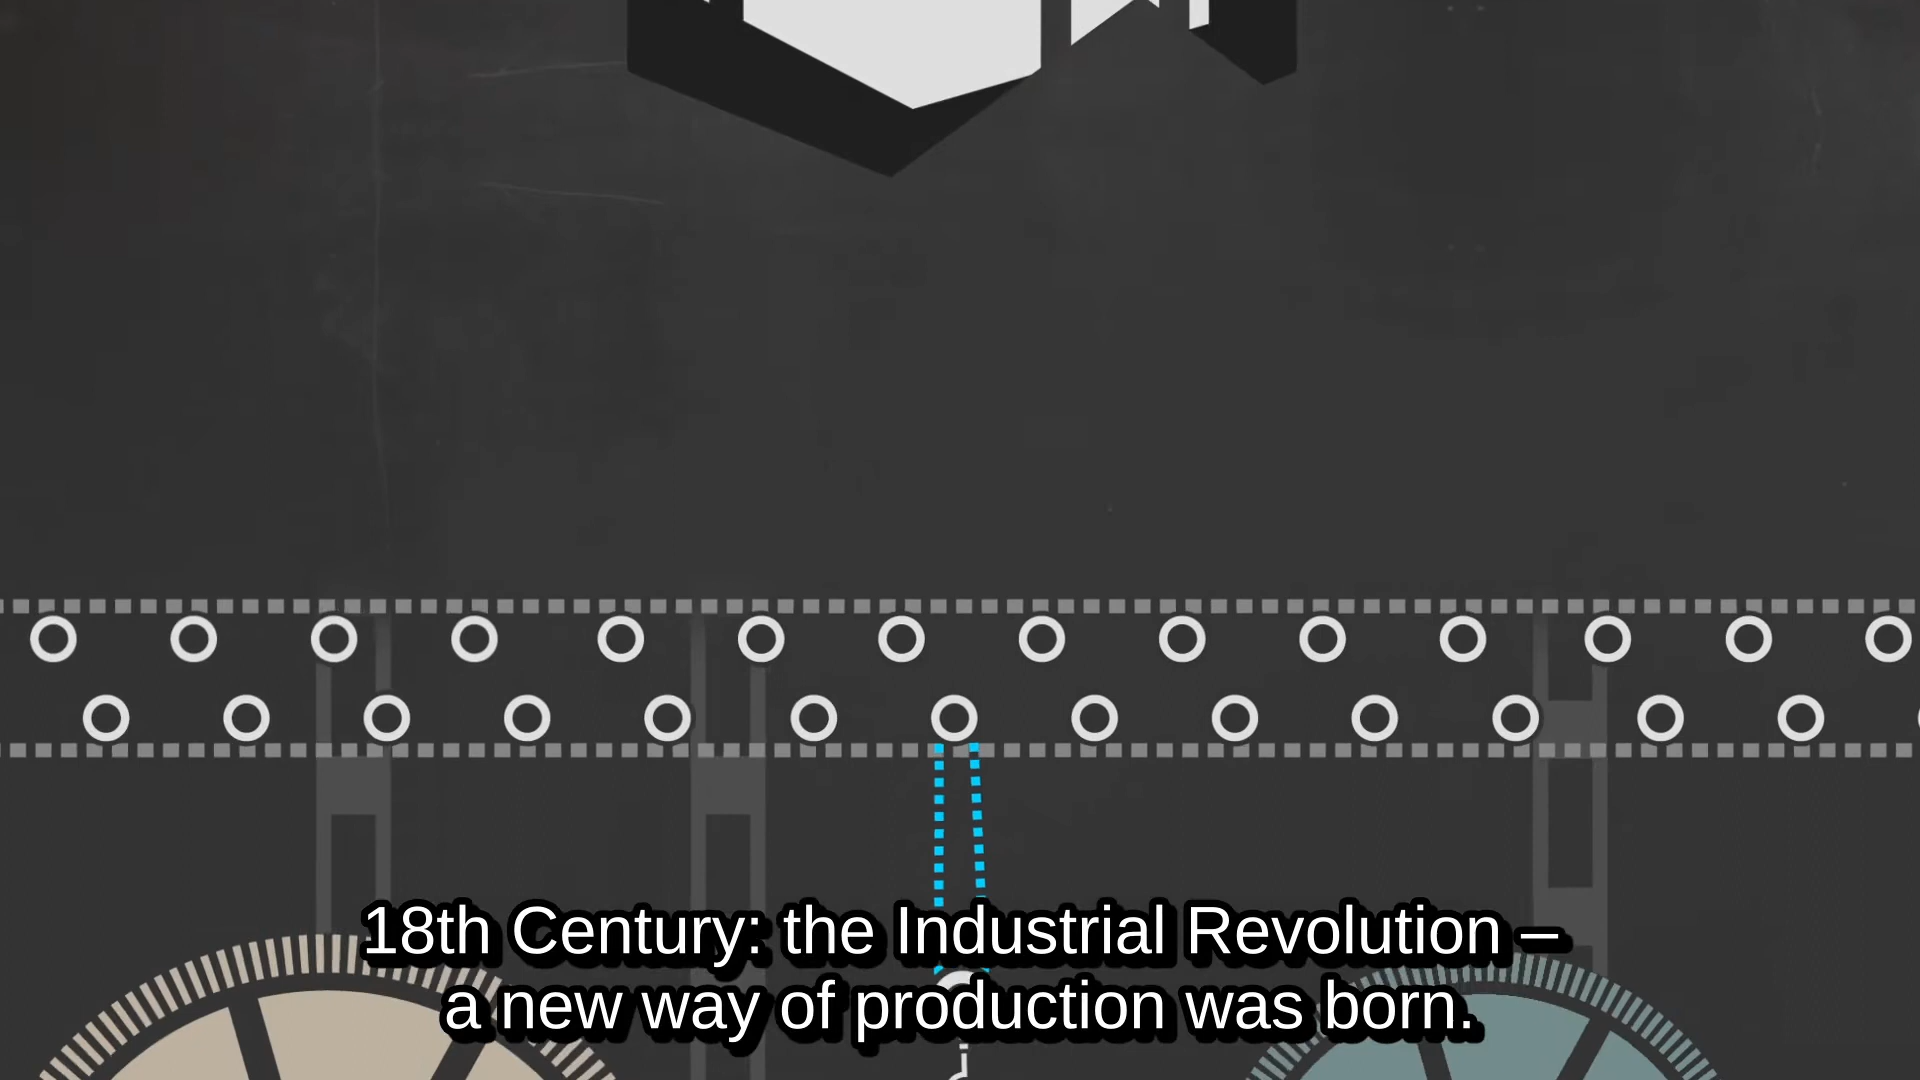 18th Century: the Industrial Revolution –
a new way of production was born.